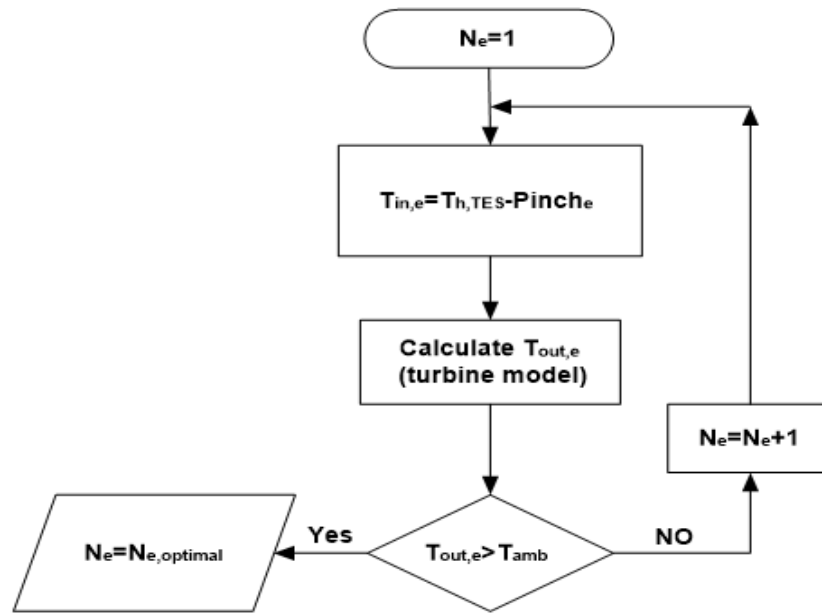 Ne=1
Tin,e=Th,TES-Pinche
Calculate Tout,e
(turbine model)
Ne=Ne+1
Yes
NO
Ne=Ne,optimal
Tout,e>Tamb